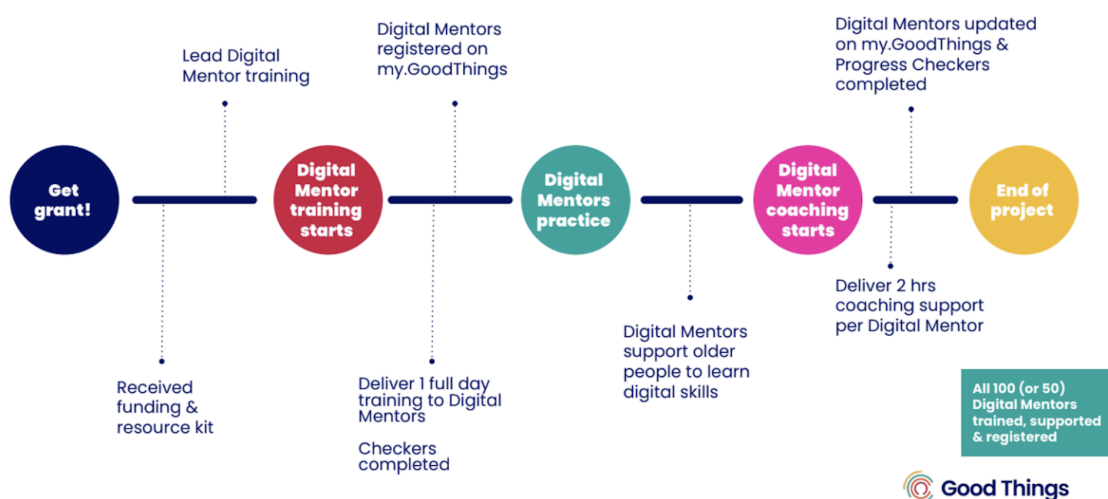 Get
grant!
Lead Digital
Mentor training
Received
funding &
resource kit
Digital
Mentor
training
starts
Digital Mentors
registered on
my.GoodThings
Deliver 1 full day
training to Digital
Mentors
Checkers
completed
Digital
Mentors
practice
Digital Mentors
support older
people to learn
digital skills
Digital
Mentor
coaching
starts
Digital Mentors updated
on my.GoodThings &
Progress Checkers
completed
Deliver 2 hrs
coaching support
per Digital Mentor
End of
project
All 100 (or 50)
Digital Mentors
trained, supported
& registered
Good Things